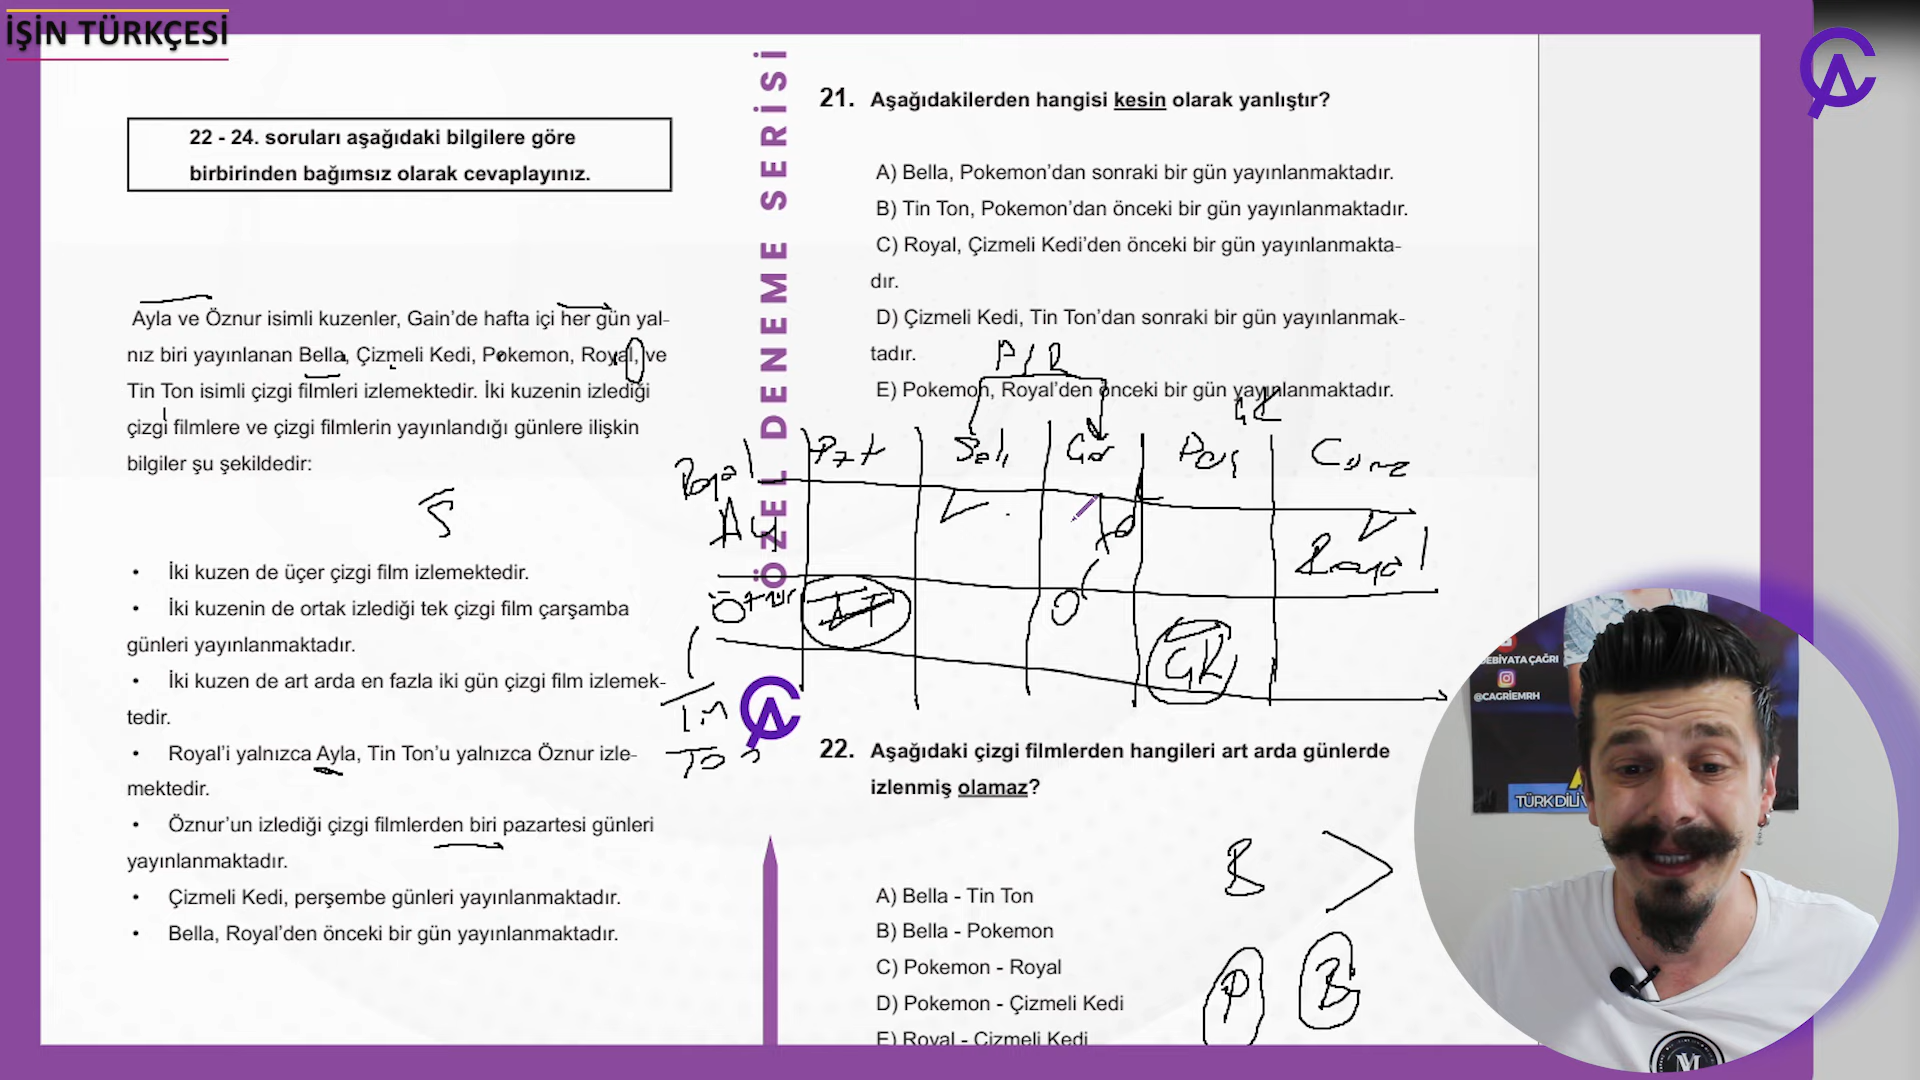 İŞİN TÜRKÇESİ
22 - 24. soruları aşağıdaki bilgilere göre
birbirinden bağımsız olarak cevaplayınız.
Ayla ve Öznur isimli kuzenler, Gain’de hafta içi her gün yal-
nız biri yayınlanan Bella, Çizmeli Kedi, Pokemon, Royal, ve
Tin Ton isimli çizgi filmleri izlemektedir. İki kuzenin izlediği
çizgi filmlere ve çizgi filmlerin yayınlandığı günlere ilişkin
bilgiler şu şekildedir:
5
• İki kuzen de üçer çizgi film izlemektedir.
• İki kuzenin de ortak izlediği tek çizgi film çarşamba
günleri yayınlanmaktadır.
• İki kuzen de art arda en fazla iki gün çizgi film izlemek-
tedir.
• Royal’i yalnızca Ayla, Tin Ton’u yalnızca Öznur izle-
mektedir.
• Öznur’un izlediği çizgi filmlerden biri pazartesi günleri
yayınlanmaktadır.
• Çizmeli Kedi, perşembe günleri yayınlanmaktadır.
• Bella, Royal’den önceki bir gün yayınlanmaktadır.
ÖZEL DENEME SERİSİ
21. Aşağıdakilerden hangisi kesin olarak yanlıştır?
A) Bella, Pokemon’dan sonraki bir gün yayınlanmaktadır.
B) Tin Ton, Pokemon’dan önceki bir gün yayınlanmaktadır.
C) Royal, Çizmeli Kedi’den önceki bir gün yayınlanmakta-
dır.
D) Çizmeli Kedi, Tin Ton’dan sonraki bir gün yayınlanmak-
tadır.
E) Pokemon, Royal’den önceki bir gün yayınlanmaktadır.
P / R
ÇK
Pzt Salı Çar Per Cuma
Royal
Ay
Royal
Öznur
ÇK
Tin
Ton
22. Aşağıdaki çizgi filmlerden hangileri art arda günlerde
izlenmiş olamaz?
A) Bella - Tin Ton
B) Bella - Pokemon
C) Pokemon - Royal
D) Pokemon - Çizmeli Kedi
E) Royal - Çizmeli Kedi
B >
P B
EBİYATA ÇAĞRI
@CAGRİEMRH
TÜRK DİLİ